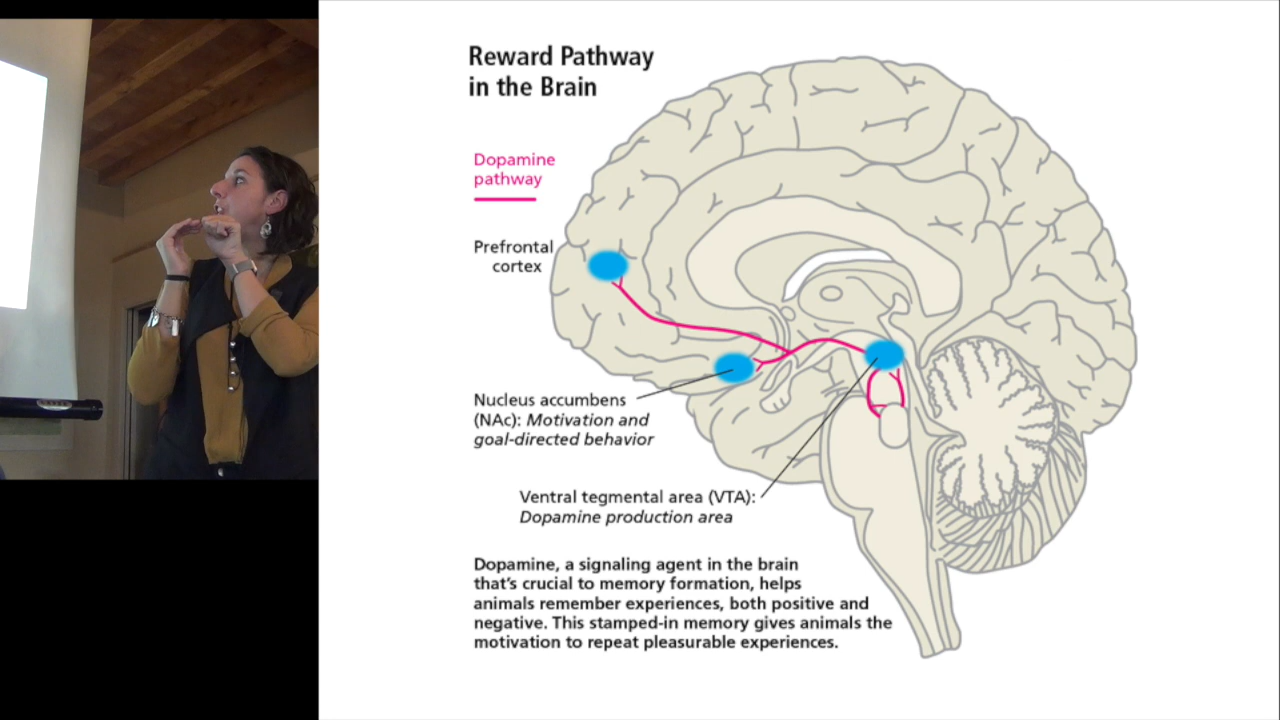 Reward Pathway
in the Brain
Dopamine
pathway
Prefrontal
cortex
Nucleus accumbens
(NAc): Motivation and
goal-directed behavior
Ventral tegmental area (VTA):
Dopamine production area
Dopamine, a signaling agent in the brain
that's crucial to memory formation, helps
animals remember experiences, both positive and
negative. This stamped-in memory gives animals the
motivation to repeat pleasurable experiences.